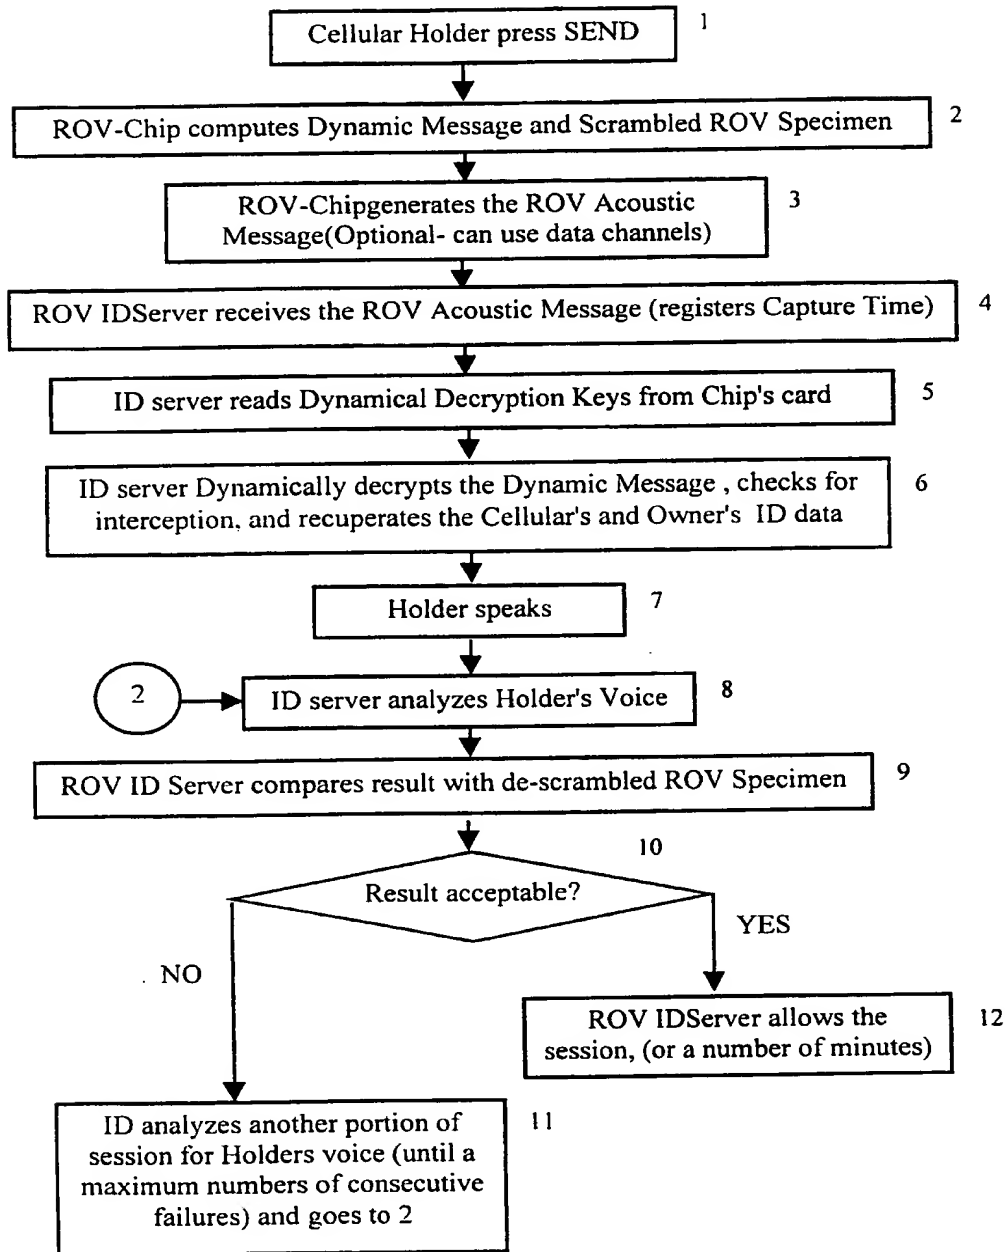 Cellular Holder press SEND
1
ROV-Chip computes Dynamic Message and Scrambled ROV Specimen
2
ROV-Chipgenerates the ROV Acoustic
Message(Optional- can use data channels)
3
ROV IDServer receives the ROV Acoustic Message (registers Capture Time)
4
ID server reads Dynamical Decryption Keys from Chip's card
5
ID server Dynamically decrypts the Dynamic Message , checks for
interception, and recuperates the Cellular's and Owner's ID data
6
Holder speaks
7
2
ID server analyzes Holder's Voice
8
ROV ID Server compares result with de-scrambled ROV Specimen
9
10
Result acceptable?
YES
NO
ROV IDServer allows the
session, (or a number of minutes)
12
ID analyzes another portion of
session for Holders voice (until a
maximum numbers of consecutive
failures) and goes to 2
11